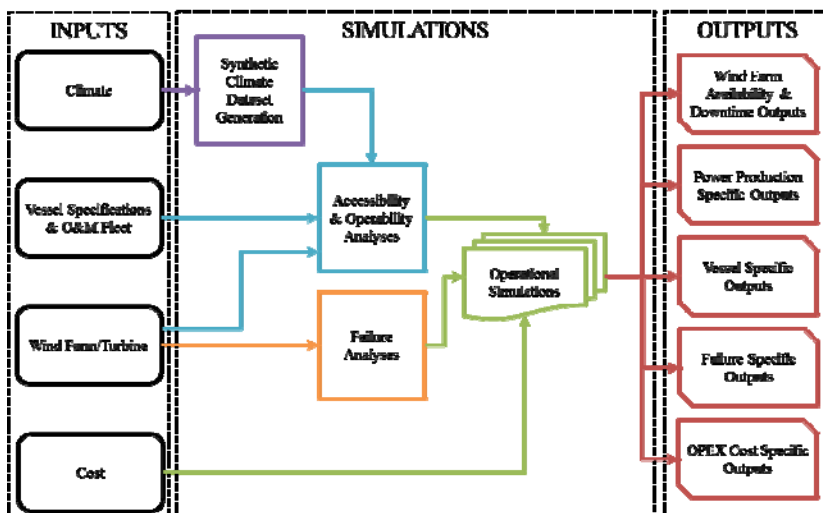 INPUTS
SIMULATIONS
OUTPUTS
Climate
Synthetic
Climate
Dataset
Generation
Wind Farm
Availability &
Downtime Outputs
Vessel Specifications
& O&M Fleet
Accessibility
& Operability
Analyses
Power Production
Specific Outputs
Operational
Simulations
Vessel Specific
Outputs
Wind Farm/Turbine
Failure
Analyses
Failure Specific
Outputs
Cost
OPEX Cost Specific
Outputs